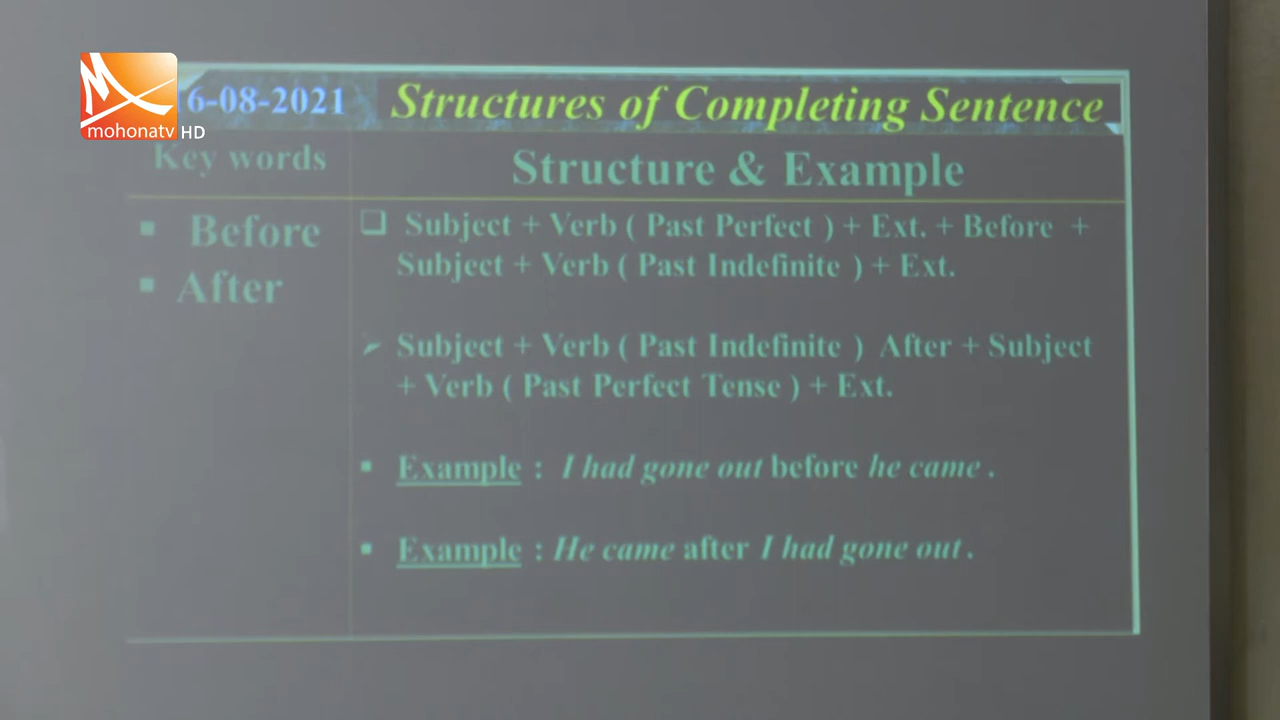 mohonatv HD
6-08-2021 Structures of Completing Sentence
Key words
Structure & Example
Before
After
Subject + Verb ( Past Perfect ) + Ext. + Before +
Subject + Verb ( Past Indefinite ) + Ext.
Subject + Verb ( Past Indefinite ) After + Subject
+ Verb ( Past Perfect Tense ) + Ext.
Example : I had gone out before he came .
Example : He came after I had gone out .